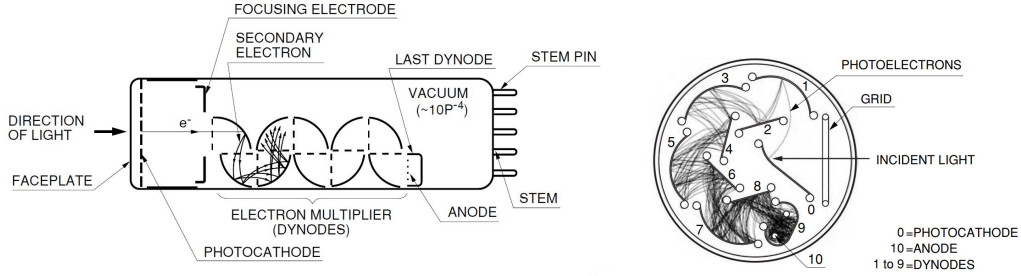 FOCUSING ELECTRODE
SECONDARY
ELECTRON
LAST DYNODE
STEM PIN
VACUUM
(~10P⁻⁴)
DIRECTION
OF LIGHT
e-
FACEPLATE
STEM
ELECTRON MULTIPLIER
(DYNODES)
ANODE
PHOTOCATHODE
PHOTOELECTRONS
GRID
INCIDENT LIGHT
3
1
2
5
4
6
8
0
7
9
10
0=PHOTOCATHODE
10=ANODE
1 to 9=DYNODES